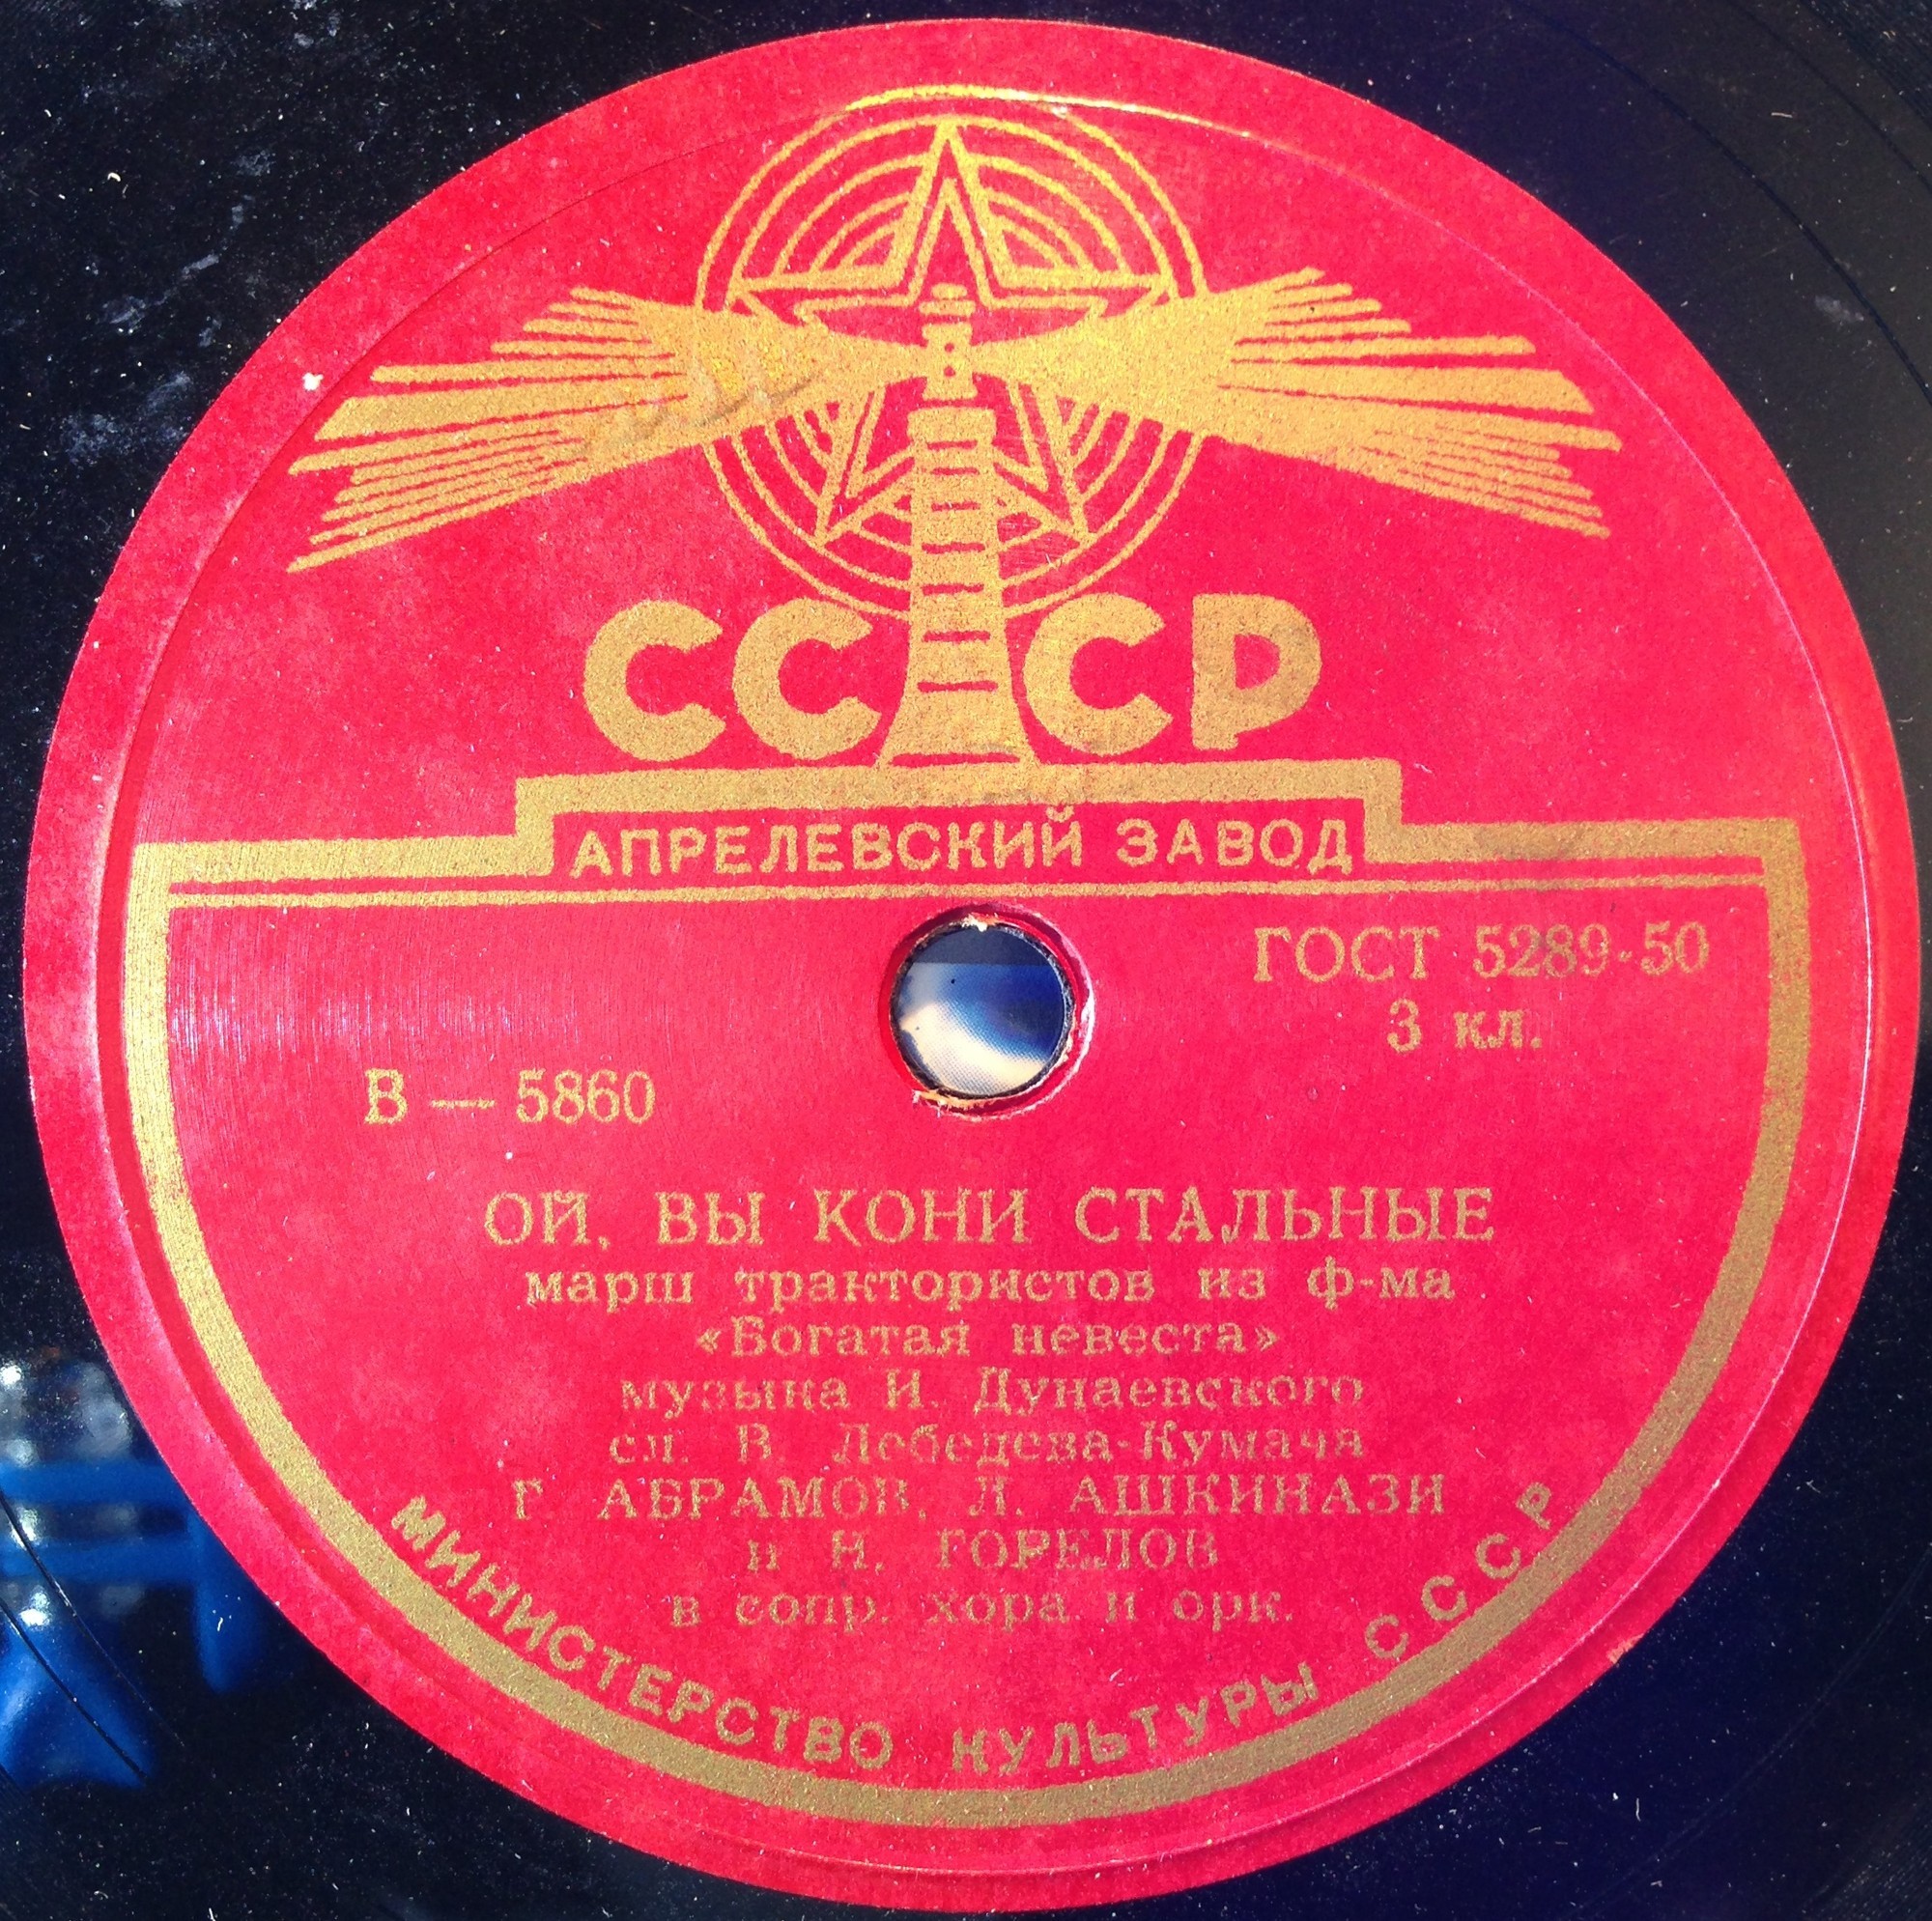 СССР
АПРЕЛЕВСКИЙ ЗАВОД
ГОСТ 5289-50
3 кл.
В — 5860
ОЙ, ВЫ КОНИ СТАЛЬНЫЕ
марш трактористов из ф-ма
«Богатая невеста»
музыка И. Дунаевского
сл. В. Лебедева-Кумача
Г. АБРАМОВ, Л. АШКИНАЗИ
и Н. ГОРЕЛОВ
в сопр. хора и орк.
МИНИСТЕРСТВО КУЛЬТУРЫ СССР